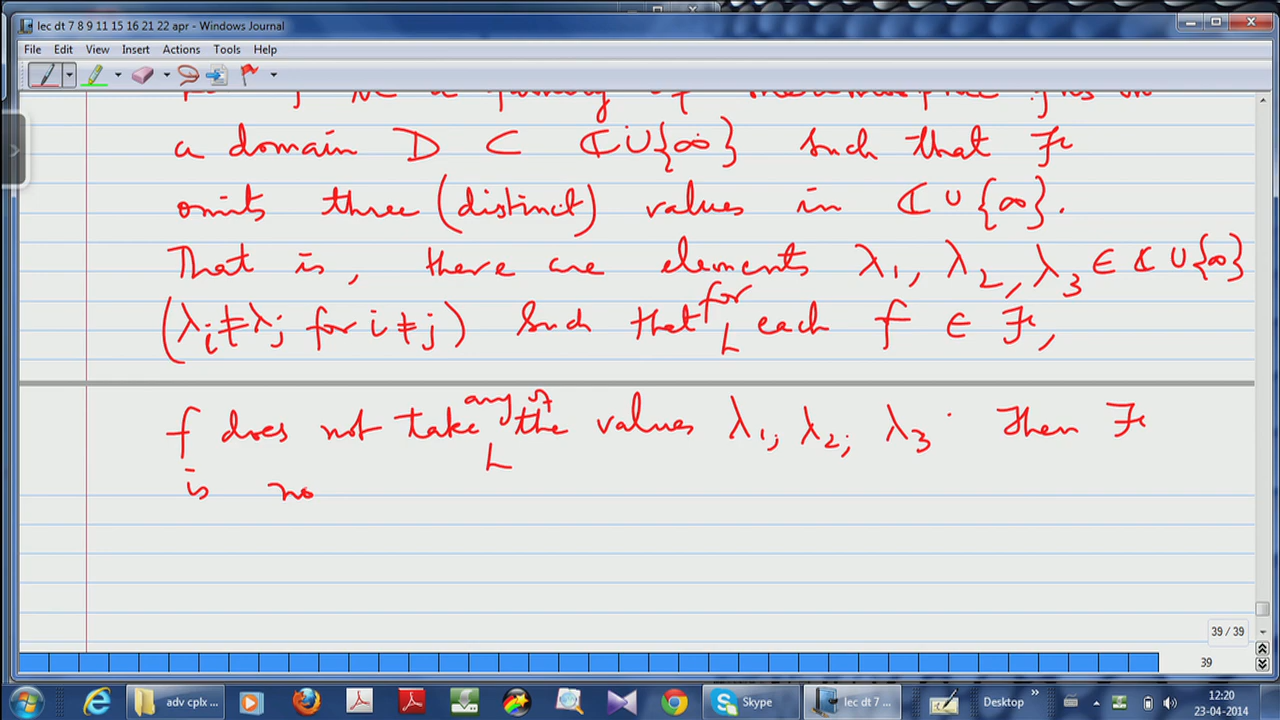 lec dt 7 8 9 11 15 16 21 22 apr - Windows Journal
File Edit View Insert Actions Tools Help
a domain D ⊂ ℂ∪{∞} such that ℱ
omits three (distinct) values in ℂ∪{∞}.
That is, there are elements λ1, λ2, λ3 ∈ ℂ∪{∞}
(λi≠λj for i≠j) such that for each f ∈ ℱ,
f does not take any of the values λ1, λ2, λ3. Then ℱ
is no
39 / 39
39
adv cplx ... Skype lec dt 7 ... Desktop 12:20
23-04-2014